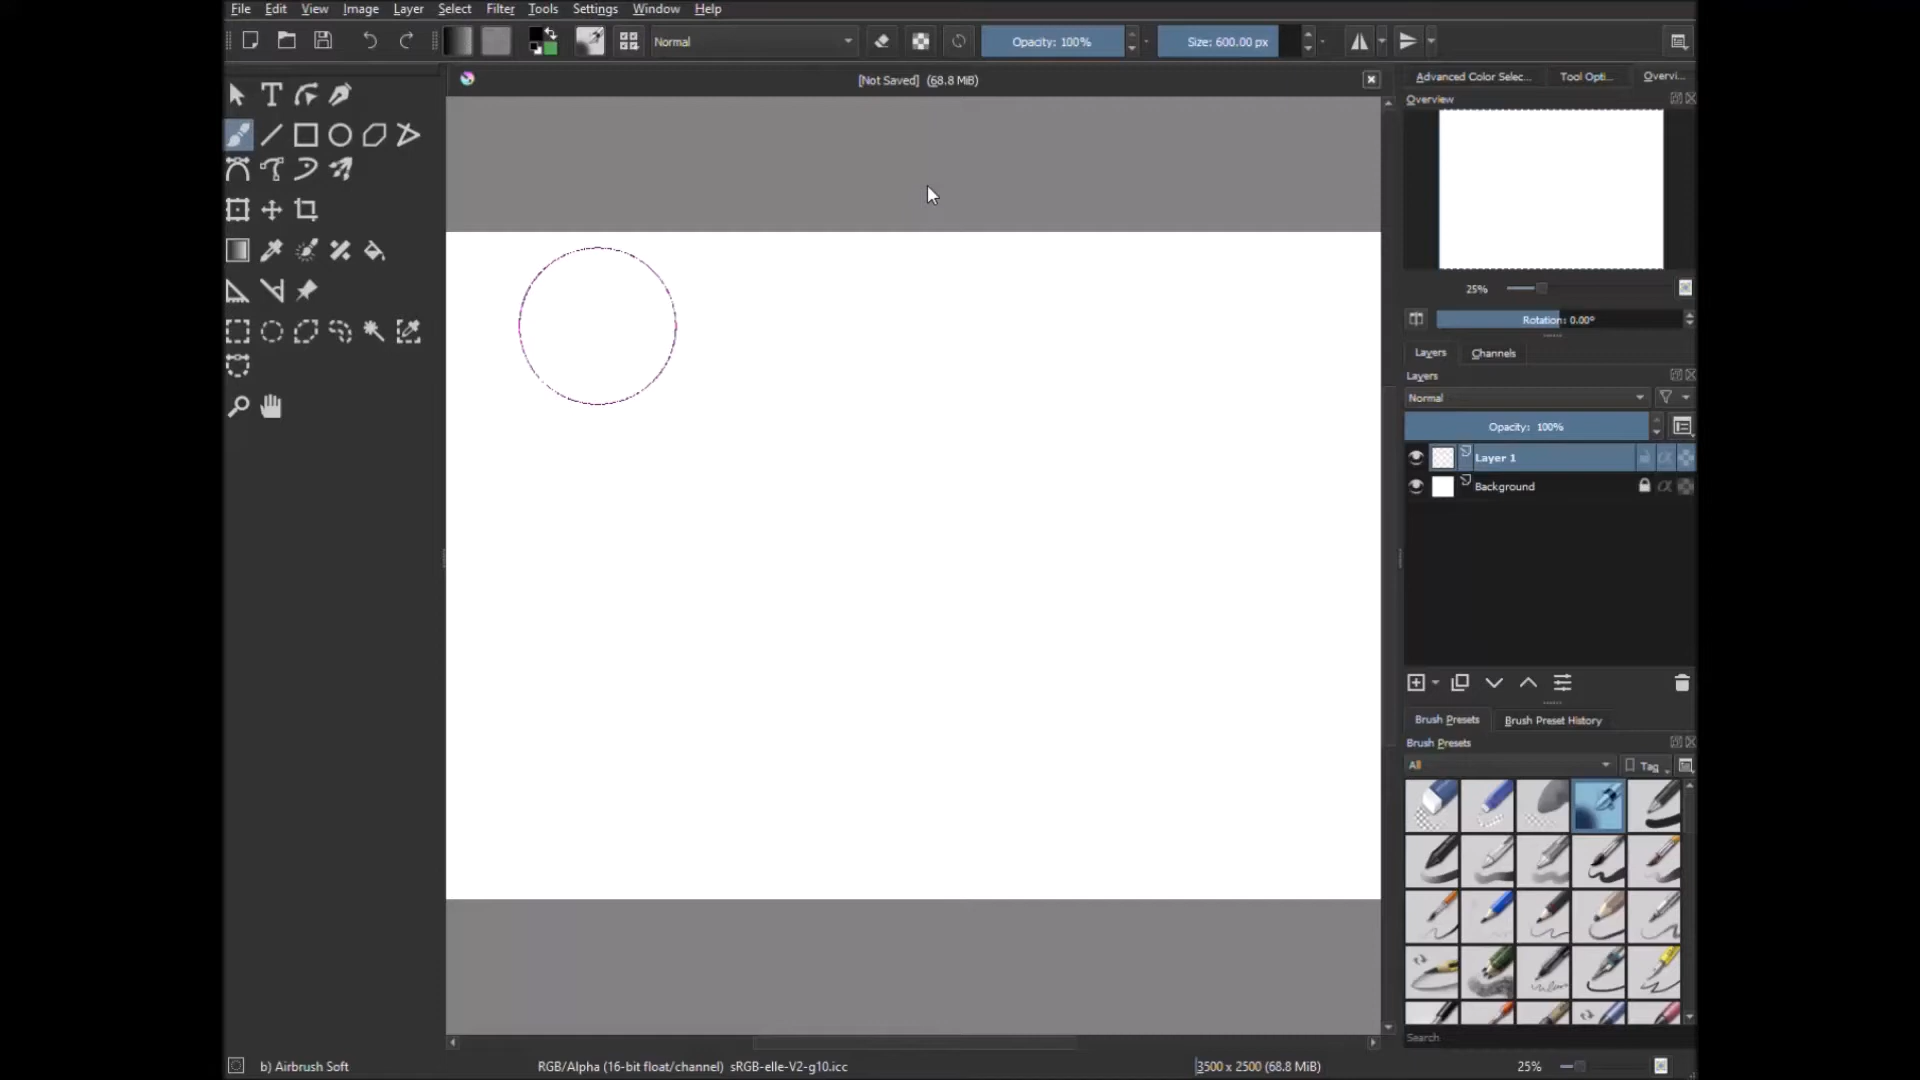 File Edit View Image Layer Select Filter Tools Settings Window Help
Normal
Opacity: 100%
Size: 600.00 px
[Not Saved] (68.8 MiB)
Advanced Color Selec... Tool Opti... Overvi...
Overview
25%
Rotation: 0.00°
Layers Channels
Layers
Normal
Opacity: 100%
Layer 1
Background
Brush Presets Brush Preset History
Brush Presets
All Tag
Search
b) Airbrush Soft
RGB/Alpha (16-bit float/channel) sRGB-elle-V2-g10.icc
3500 x 2500 (68.8 MiB)
25%